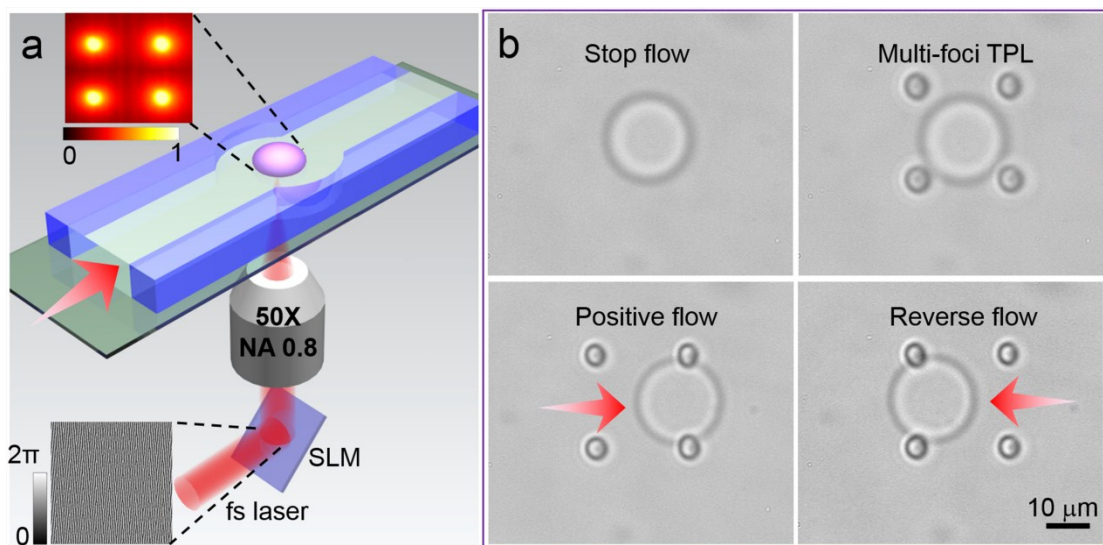 a
0
1
50X
NA 0.8
2π
0
SLM
fs laser
b
Stop flow
Multi-foci TPL
Positive flow
Reverse flow
10 μm